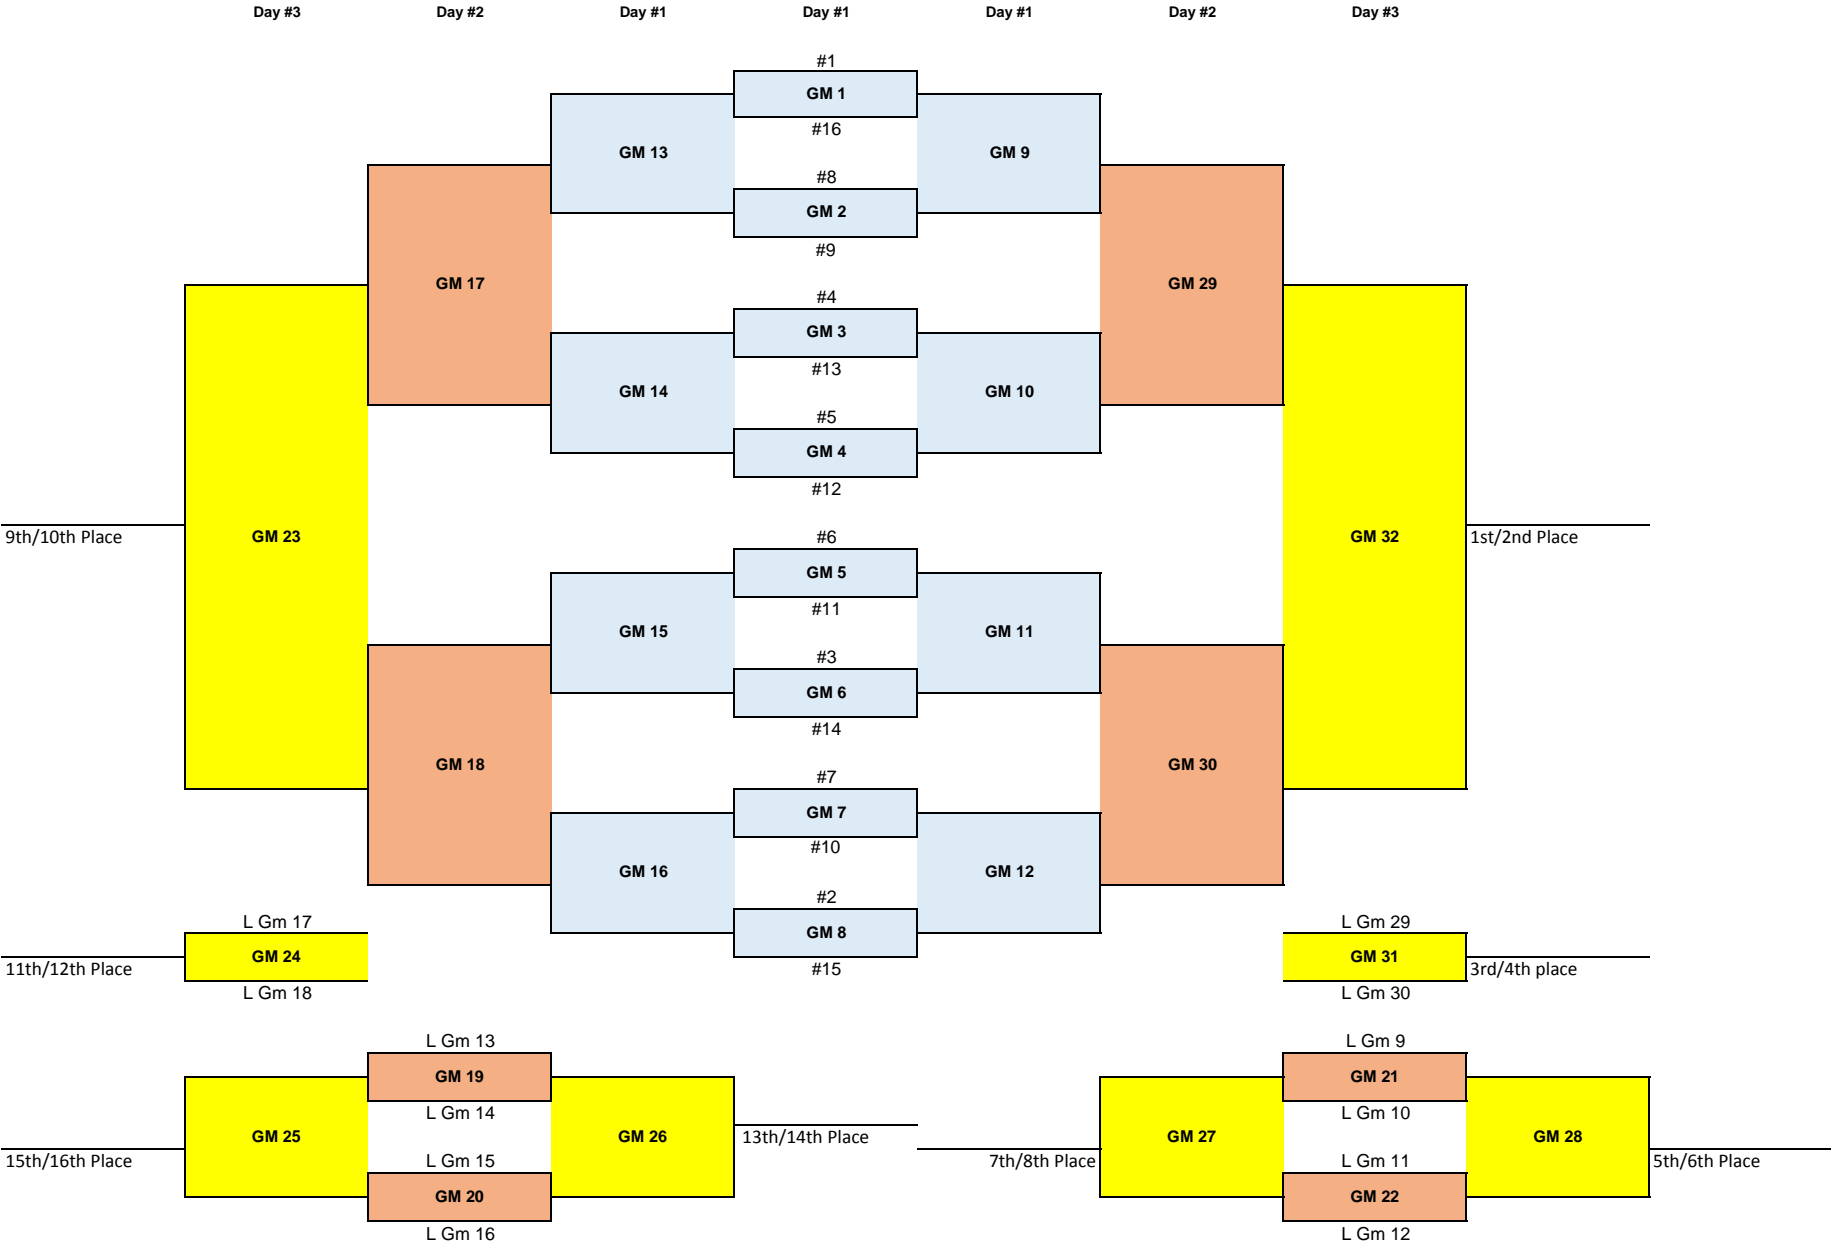 Day #3 Day #2 Day #1 Day #1 Day #1 Day #2 Day #3
#1
GM 1
#16
GM 13 GM 9
#8
GM 2
#9
GM 17 GM 29
#4
GM 3
#13
GM 14 GM 10
#5
GM 4
#12
9th/10th Place GM 23 #6 GM 32 1st/2nd Place
GM 5
#11
GM 15 GM 11
#3
GM 6
#14
GM 18 GM 30
#7
GM 7
#10
GM 16 GM 12
#2
L Gm 17 L Gm 29
GM 8
GM 24 GM 31
11th/12th Place #15 3rd/4th place
L Gm 18 L Gm 30
L Gm 13 L Gm 9
GM 19 GM 21
L Gm 14 L Gm 10
GM 25 GM 26 13th/14th Place GM 27 GM 28
15th/16th Place L Gm 15 7th/8th Place L Gm 11 5th/6th Place
GM 20 GM 22
L Gm 16 L Gm 12